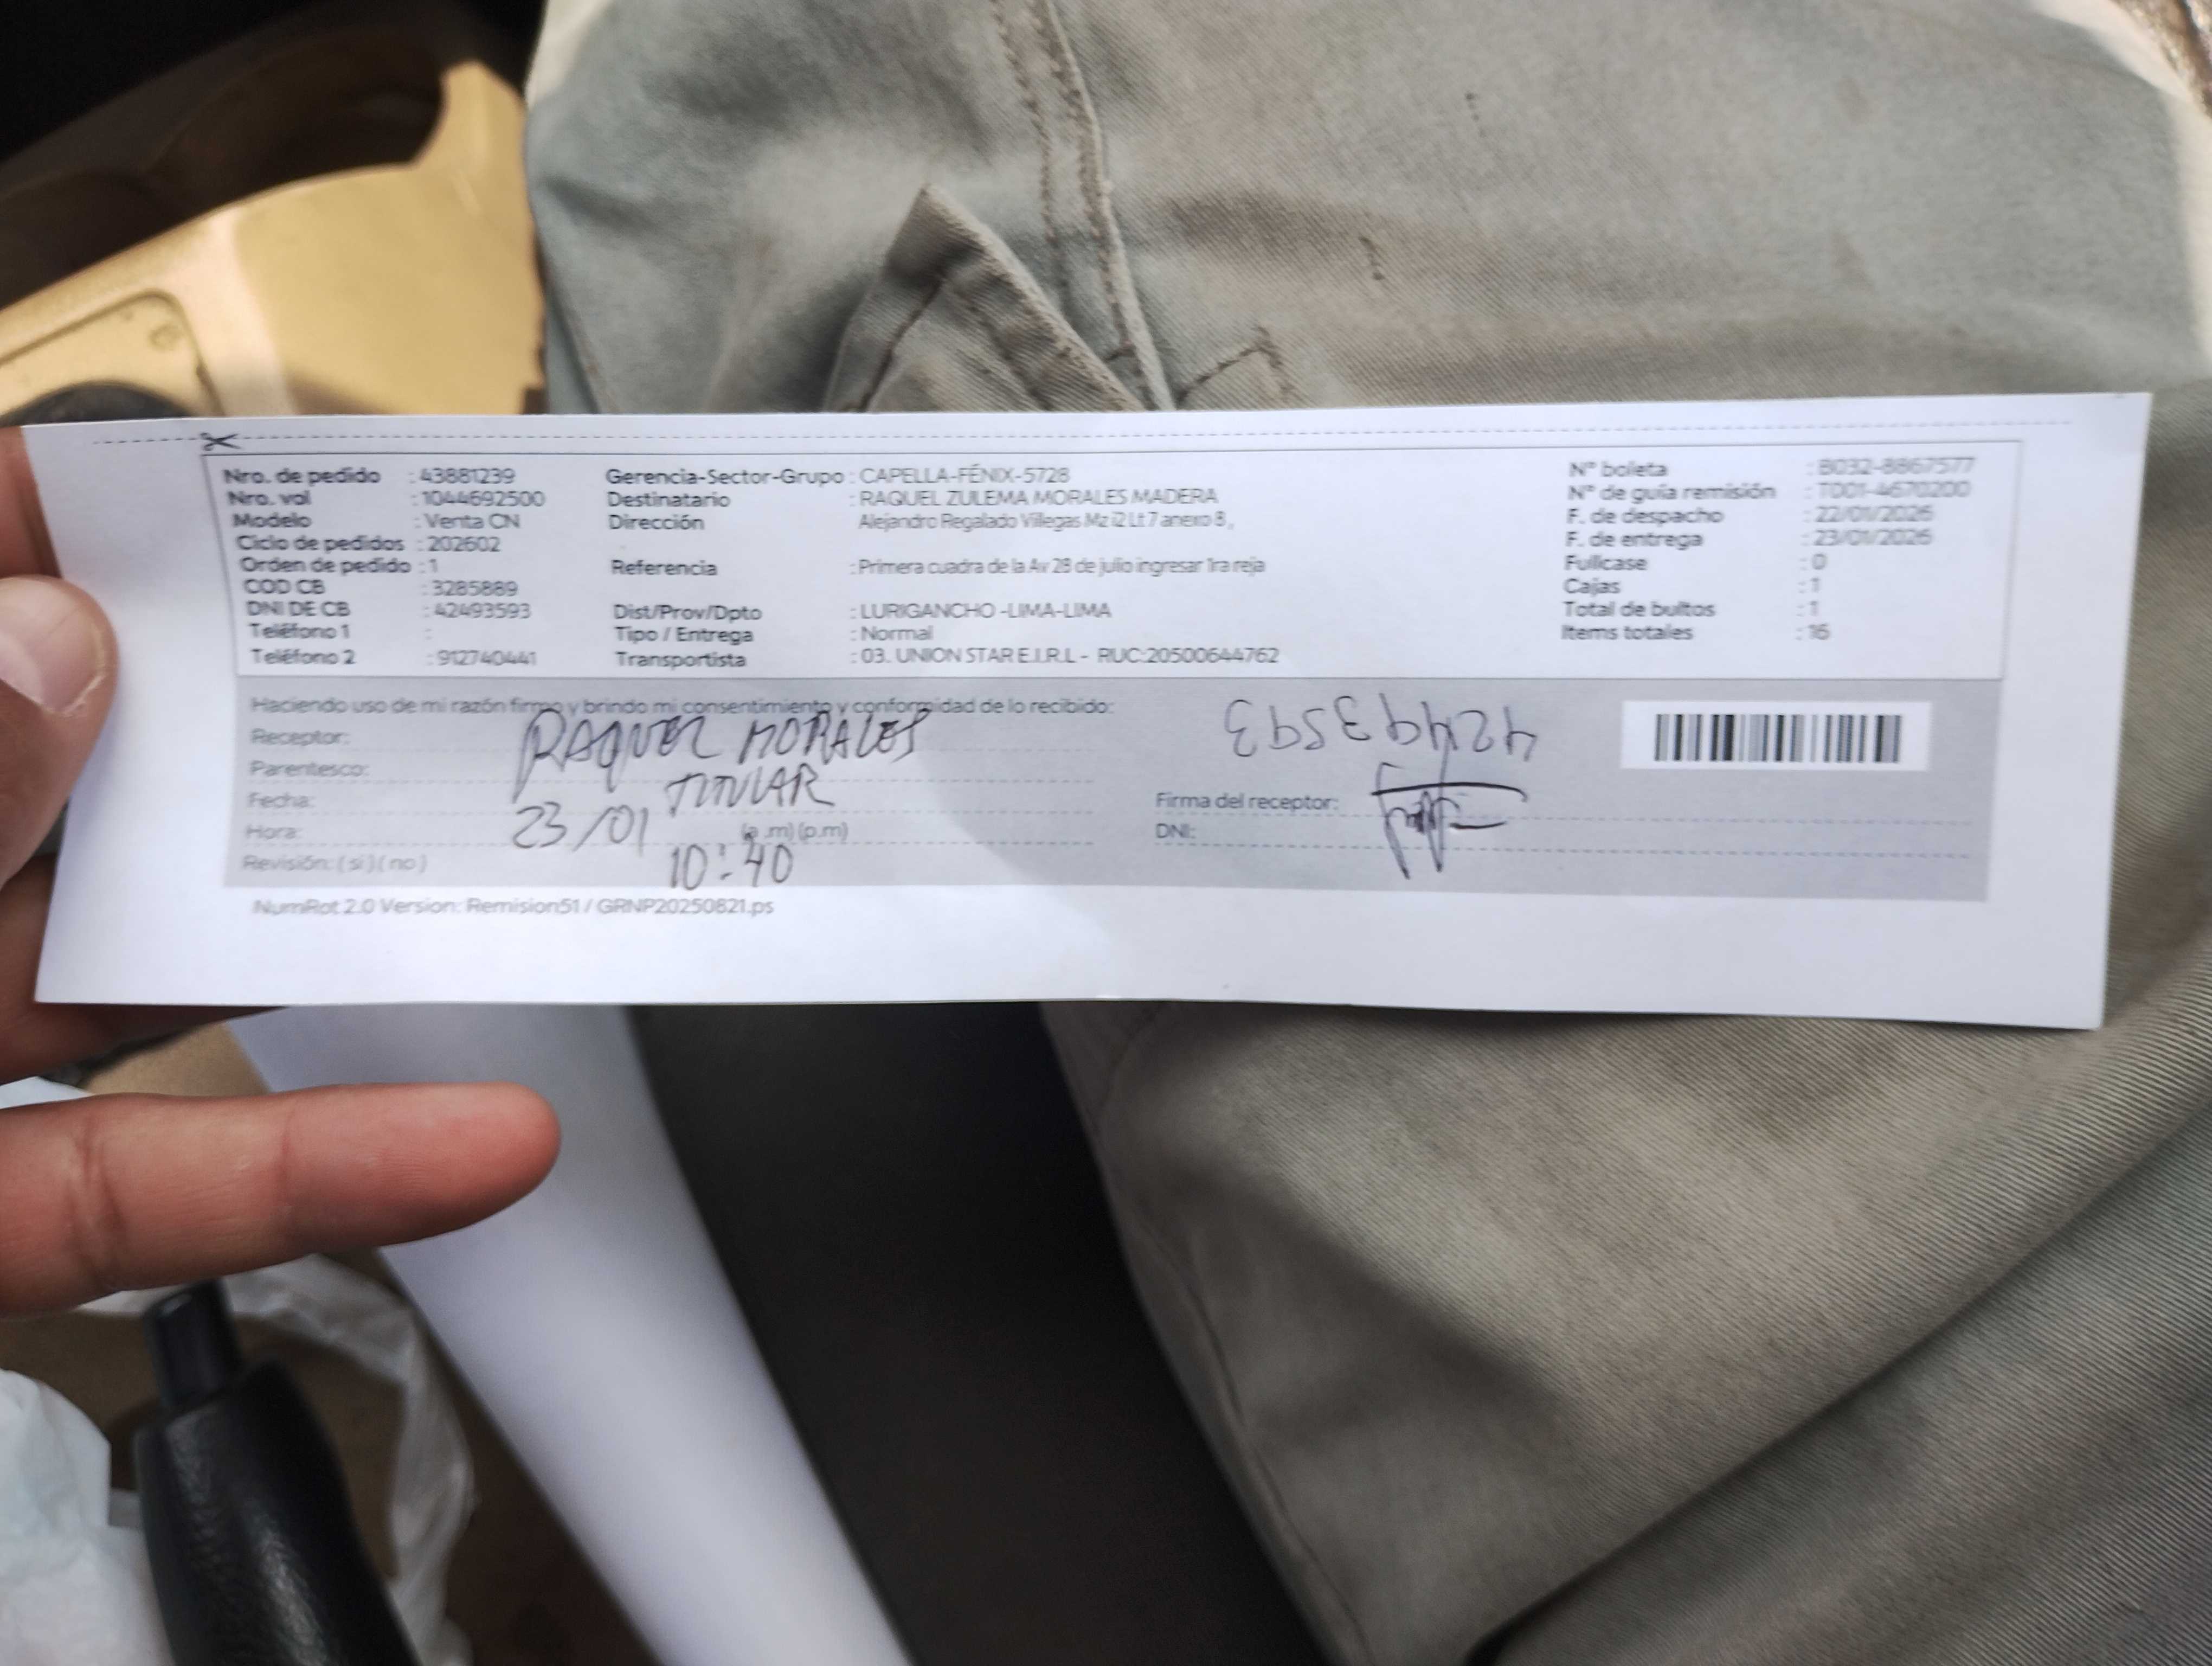 Nro. de pedido : 43881239
Nro. vol : 1044692500
Modelo : Venta CN
Ciclo de pedidos : 202602
Orden de pedido : 1
COD CB : 3285889
DNI DE CB : 42493593
Teléfono 1 :
Teléfono 2 : 912740441
Gerencia-Sector-Grupo : CAPELLA-FÉNIX-5728
Destinatario : RAQUEL ZULEMA MORALES MADERA
Dirección Alejandro Regalado Villegas Mz i2 Lt 7 anexo 8 ,
Referencia : Primera cuadra de la Av 28 de julio ingresar 1ra reja
Dist/Prov/Dpto : LURIGANCHO -LIMA-LIMA
Tipo / Entrega : Normal
Transportista : 03. UNION STAR E.I.R.L - RUC:20500644762
N° boleta : B032-8867577
N° de guía remisión : T001-4670200
F. de despacho : 22/01/2026
F. de entrega : 23/01/2026
Fullcase : 0
Cajas : 1
Total de bultos : 1
Items totales : 16
Haciendo uso de mi razón firmo y brindo mi consentimiento y conformidad de lo recibido:
Receptor: RAQUEL MORALES
Parentesco: TITULAR
Fecha: 23/01
Hora: (a.m) (p.m) 10:40
Revisión: ( si ) ( no )
42493593
Firma del receptor:
DNI:
NumRot 2.0 Version: Remision51 / GRNP20250821.ps